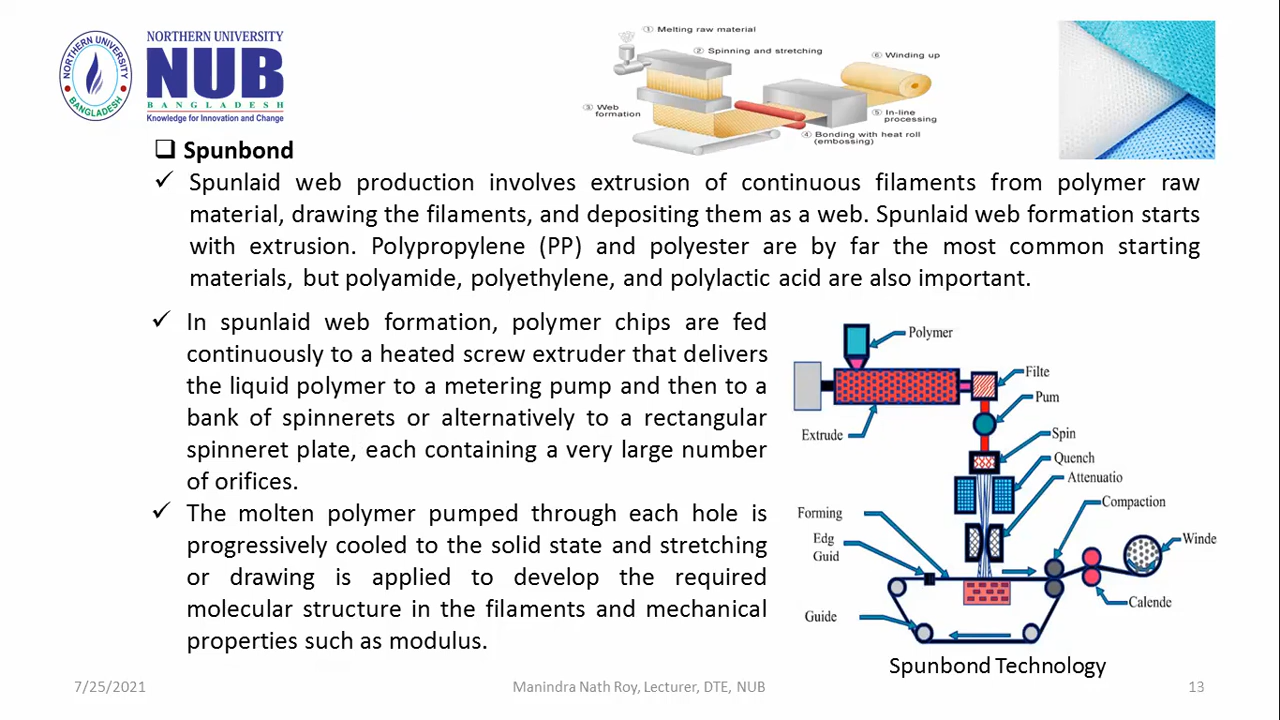 NORTHERN UNIVERSITY
BANGLADESH
NORTHERN UNIVERSITY
NUB
BANGLADESH
Knowledge for Innovation and Change
① Melting raw material
② Spinning and stretching
⑥ Winding up
③ Web
formation
⑤ In-line
processing
④ Bonding with heat roll
(embossing)
❑ Spunbond
✓ Spunlaid web production involves extrusion of continuous filaments from polymer raw
material, drawing the filaments, and depositing them as a web. Spunlaid web formation starts
with extrusion. Polypropylene (PP) and polyester are by far the most common starting
materials, but polyamide, polyethylene, and polylactic acid are also important.
✓ In spunlaid web formation, polymer chips are fed
continuously to a heated screw extruder that delivers
the liquid polymer to a metering pump and then to a
bank of spinnerets or alternatively to a rectangular
spinneret plate, each containing a very large number
of orifices.
✓ The molten polymer pumped through each hole is
progressively cooled to the solid state and stretching
or drawing is applied to develop the required
molecular structure in the filaments and mechanical
properties such as modulus.
Polymer
Filte
Pum
Extrude
Spin
Quench
Attenuatio
Compaction
Forming
Edg
Guid
Winde
Calende
Guide
Spunbond Technology
7/25/2021
Manindra Nath Roy, Lecturer, DTE, NUB
13